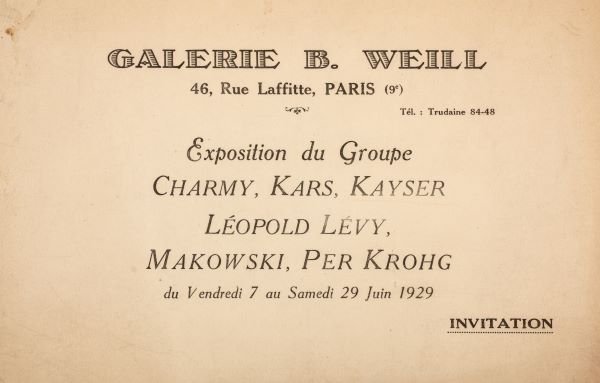 GALERIE B. WEILL
46, Rue Laffitte, PARIS (9e)
Tél. : Trudaine 84-48
Exposition du Groupe
CHARMY, KARS, KAYSER
LÉOPOLD LÉVY,
MAKOWSKI, PER KROHG
du Vendredi 7 au Samedi 29 Juin 1929
INVITATION